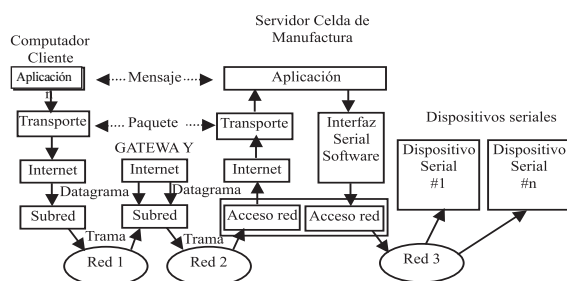 Servidor Celda de
Manufactura
Computador
Cliente
Aplicación
n
Mensaje
Aplicación
Transporte
Paquete
Transporte
Interfaz
Serial
Software
Dispositivos seriales
Dispositivo
Serial
#1
Dispositivo
Serial
#n
GATEWA Y
Internet
Internet
Internet
Datagrama
Datagrama
Subred
Subred
Acceso red
Acceso red
Trama
Trama
Red 1
Red 2
Red 3